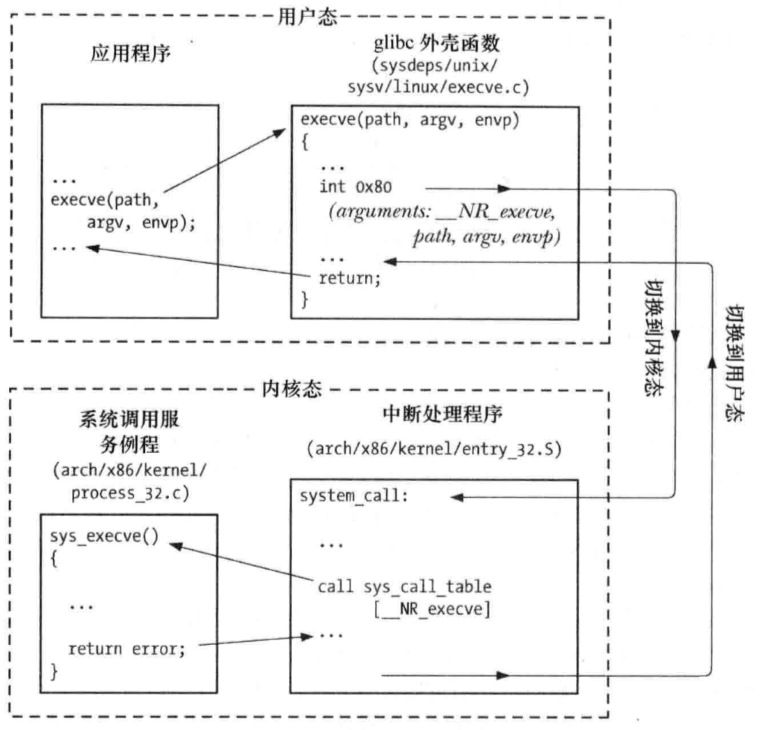 用户态
应用程序
glibc 外壳函数
(sysdeps/unix/
sysv/linux/execve.c)
...
execve(path,
argv, envp);
...
execve(path, argv, envp)
{
...
int 0x80
(arguments: __NR_execve,
path, argv, envp)
...
return;
}
切换到内核态
切换到用户态
内核态
系统调用服
务例程
(arch/x86/kernel/
process_32.c)
中断处理程序
(arch/x86/kernel/entry_32.S)
sys_execve()
{
...
return error;
}
system_call:
...
call sys_call_table
[__NR_execve]
...